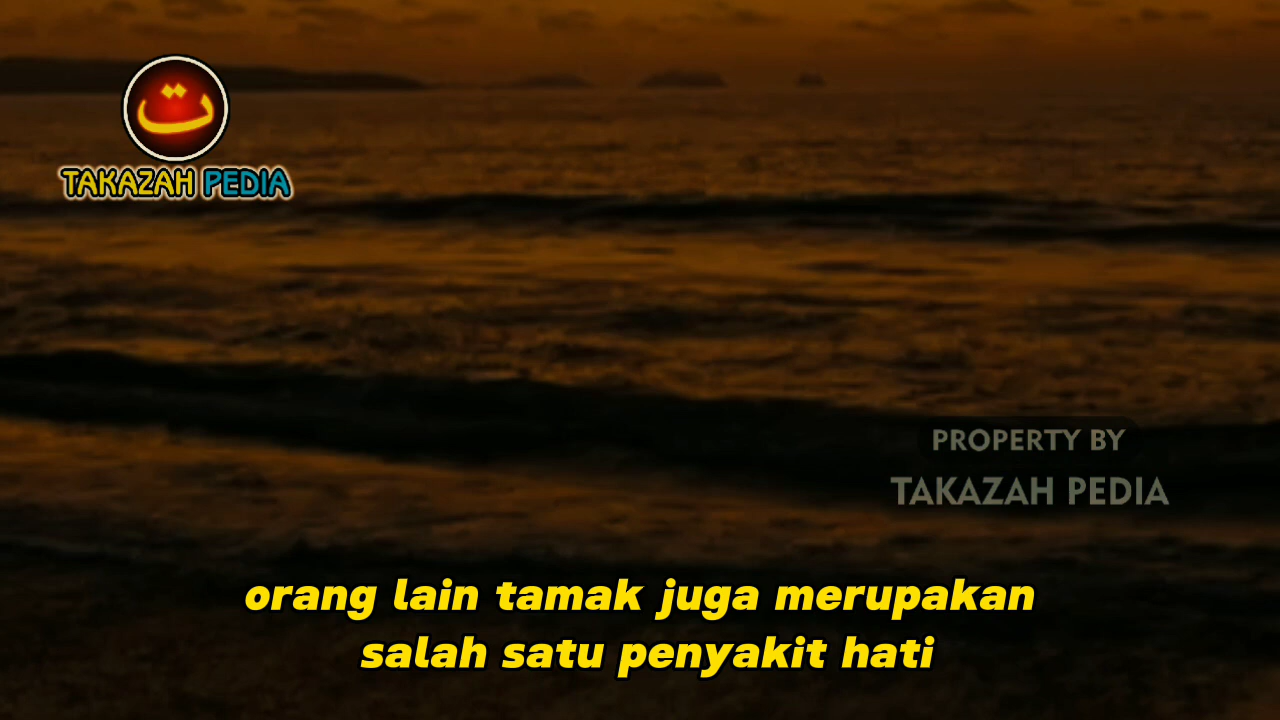 ت
TAKAZAH PEDIA
PROPERTY BY
TAKAZAH PEDIA
orang lain tamak juga merupakan
salah satu penyakit hati